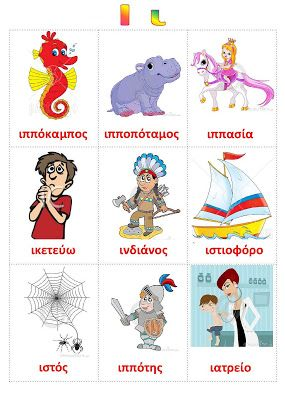 Ι ι
ιππόκαμπος ιπποπόταμος ιππασία
ικετεύω ινδιάνος ιστιοφόρο
ιστός ιππότης ιατρείο